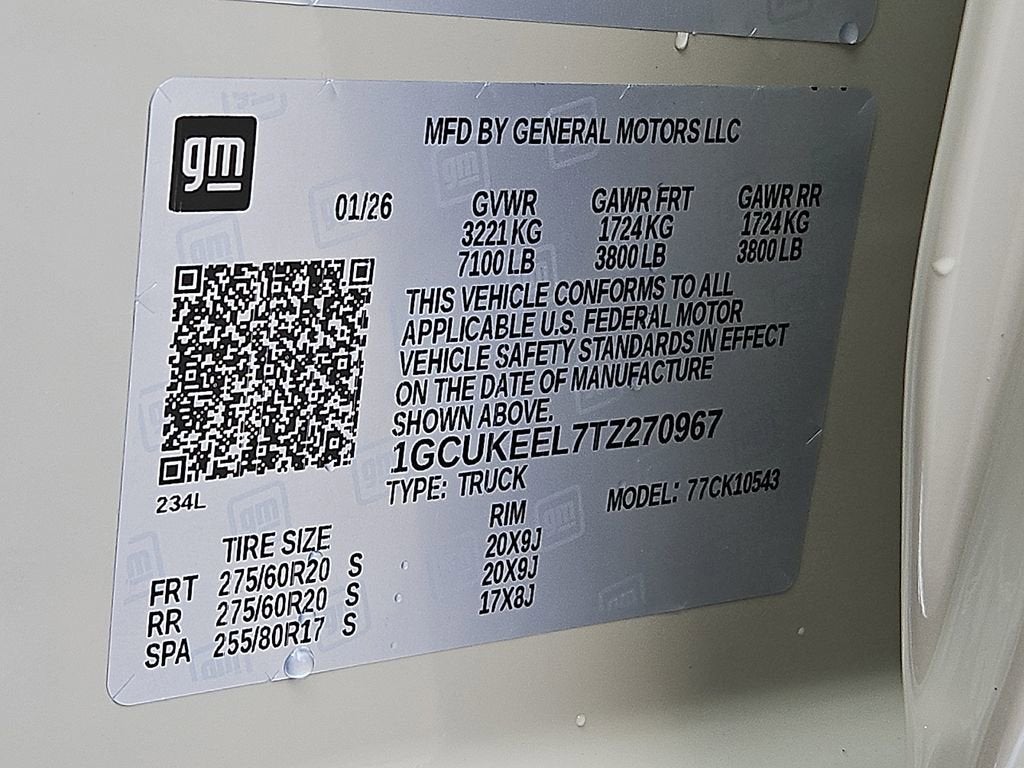 gm
MFD BY GENERAL MOTORS LLC
01/26 GVWR GAWR FRT GAWR RR
3221 KG 1724 KG 1724 KG
7100 LB 3800 LB 3800 LB
THIS VEHICLE CONFORMS TO ALL
APPLICABLE U.S. FEDERAL MOTOR
VEHICLE SAFETY STANDARDS IN EFFECT
ON THE DATE OF MANUFACTURE
SHOWN ABOVE.
1GCUKEEL7TZ270967
TYPE: TRUCK MODEL: 77CK10543
234L
TIRE SIZE RIM
FRT 275/60R20 S 20X9J
RR 275/60R20 S 20X9J
SPA 255/80R17 S 17X8J